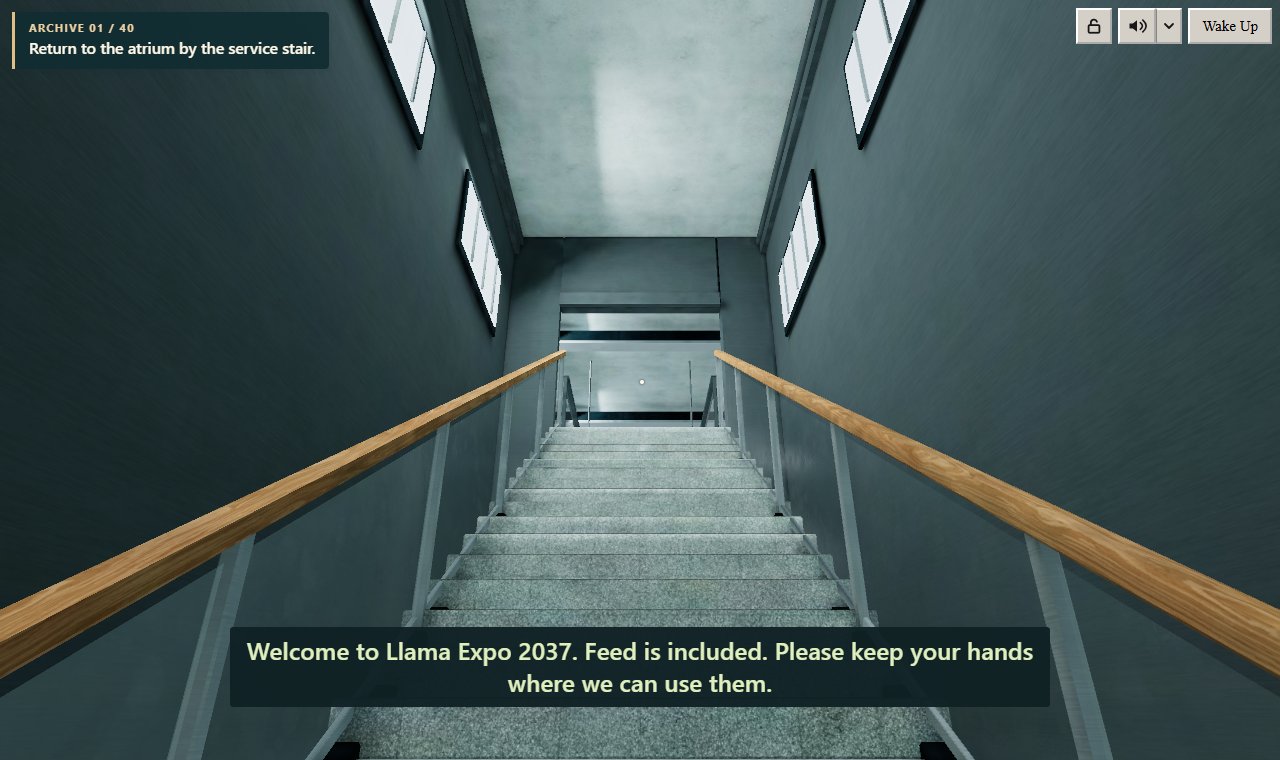 ARCHIVE 01 / 40
Return to the atrium by the service stair.
Wake Up
Welcome to Llama Expo 2037. Feed is included. Please keep your hands
where we can use them.